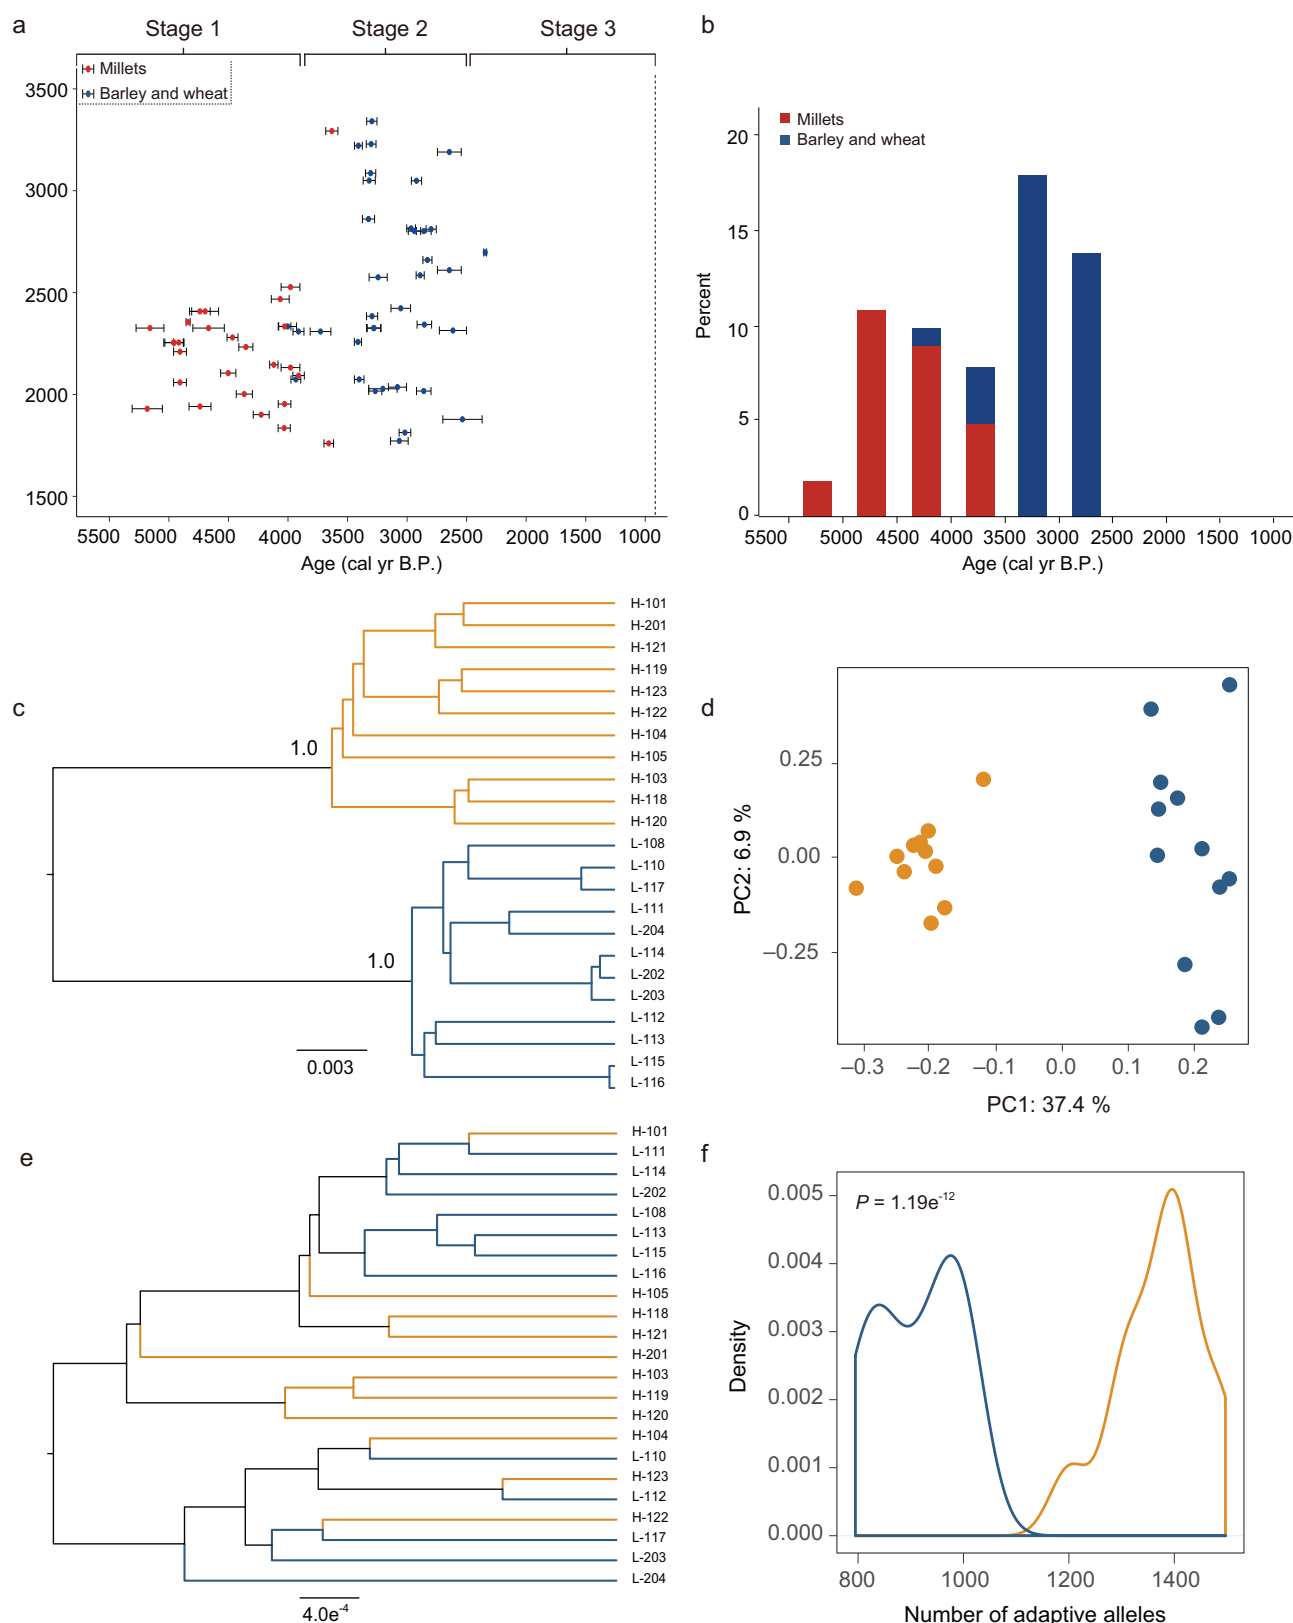 a
Stage 1
Stage 2
Stage 3
Millets
Barley and wheat
3500
3000
2500
2000
1500
5500 5000 4500 4000 3500 3000 2500 2000 1500 1000
Age (cal yr B.P.)
b
Millets
Barley and wheat
Percent
20
15
10
5
0
5500 5000 4500 4000 3500 3000 2500 2000 1500 1000
Age (cal yr B.P.)
c
H-101
H-201
H-121
H-119
H-123
H-122
H-104
H-105
H-103
H-118
H-120
L-108
L-110
L-117
L-111
L-204
L-114
L-202
L-203
L-112
L-113
L-115
L-116
1.0
1.0
0.003
d
PC2: 6.9 %
0.25
0.00
−0.25
−0.3 −0.2 −0.1 0.0 0.1 0.2
PC1: 37.4 %
e
H-101
L-111
L-114
L-202
L-108
L-113
L-115
L-116
H-105
H-118
H-121
H-201
H-103
H-119
H-120
H-104
L-110
H-123
L-112
H-122
L-117
L-203
L-204
4.0e-4
f
P = 1.19e-12
Density
0.005
0.004
0.003
0.002
0.001
0.000
800 1000 1200 1400
Number of adaptive alleles